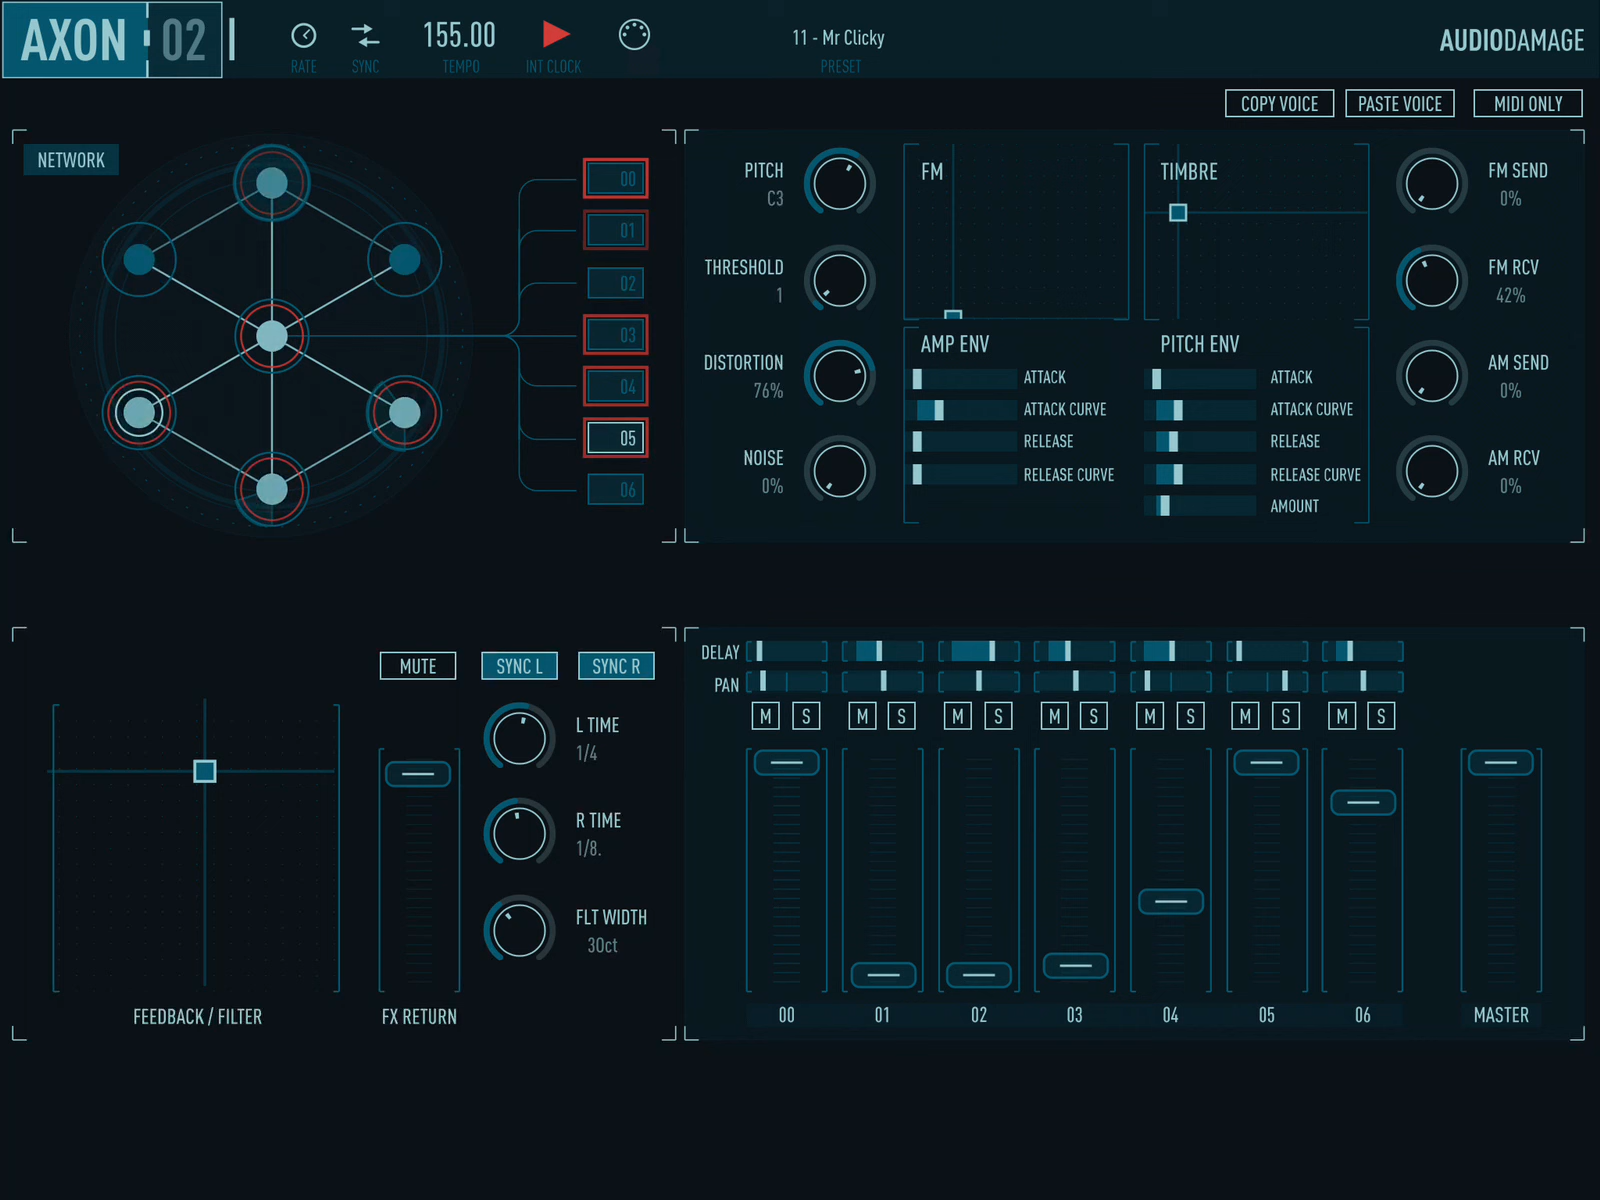 AXON 02
155.00
RATE SYNC TEMPO INT CLOCK
11 - Mr Clicky
PRESET
AUDIODAMAGE
COPY VOICE PASTE VOICE MIDI ONLY
NETWORK
00
01
02
03
04
05
06
PITCH
C3
THRESHOLD
1
DISTORTION
76%
NOISE
0%
FM
TIMBRE
AMP ENV
ATTACK
ATTACK CURVE
RELEASE
RELEASE CURVE
PITCH ENV
ATTACK
ATTACK CURVE
RELEASE
RELEASE CURVE
AMOUNT
FM SEND
0%
FM RCV
42%
AM SEND
0%
AM RCV
0%
MUTE SYNC L SYNC R
L TIME
1/4
R TIME
1/8.
FLT WIDTH
30ct
FEEDBACK / FILTER
FX RETURN
DELAY
PAN
M S M S M S M S M S M S M S
00 01 02 03 04 05 06 MASTER